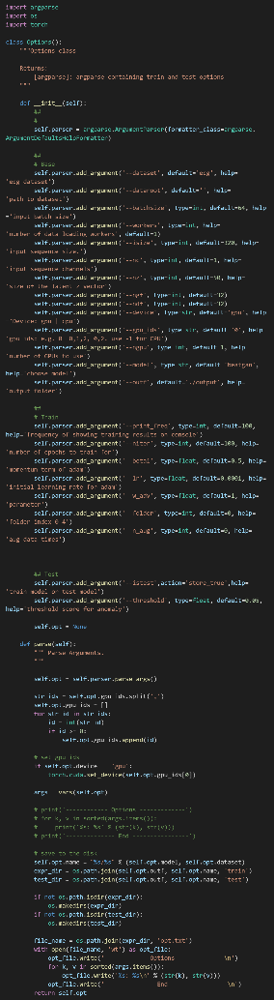 import argparse
import os
import torch

class Options():
    """Options class

    Returns:
        [argparse]: argparse containing train and test options
    """

    def __init__(self):
        ##
        #
        self.parser = argparse.ArgumentParser(formatter_class=argparse.
ArgumentDefaultsHelpFormatter)

        ##
        # Base
        self.parser.add_argument('--dataset', default='ecg', help=
'ecg dataset')
        self.parser.add_argument('--dataroot', default='', help=
'path to dataset')
        self.parser.add_argument('--batchsize', type=int, default=64, help
='input batch size')
        self.parser.add_argument('--workers', type=int, help=
'number of data loading workers', default=1)
        self.parser.add_argument('--isize', type=int, default=320, help=
'input sequence size.')
        self.parser.add_argument('--nc', type=int, default=1, help=
'input sequence channels')
        self.parser.add_argument('--nz', type=int, default=50, help=
'size of the latent z vector')
        self.parser.add_argument('--ngf', type=int, default=32)
        self.parser.add_argument('--ndf', type=int, default=32)
        self.parser.add_argument('--device', type=str, default='gpu', help=
'Device: gpu | cpu')
        self.parser.add_argument('--gpu_ids', type=str, default='0', help=
'gpu ids: e.g. 0  0,1,2, 0,2. use -1 for CPU')
        self.parser.add_argument('--ngpu', type=int, default=1, help=
'number of GPUs to use')
        self.parser.add_argument('--model', type=str, default='beatgan',
help='choose model')
        self.parser.add_argument('--outf', default='./output', help=
'output folder')

        ##
        # Train
        self.parser.add_argument('--print_freq', type=int, default=100,
help='frequency of showing training results on console')
        self.parser.add_argument('--niter', type=int, default=100, help=
'number of epochs to train for')
        self.parser.add_argument('--beta1', type=float, default=0.5, help=
'momentum term of adam')
        self.parser.add_argument('--lr', type=float, default=0.0001, help=
'initial learning rate for adam')
        self.parser.add_argument('--w_adv', type=float, default=1, help=
'parameter')
        self.parser.add_argument('--folder', type=int, default=0, help=
'folder index 0-4')
        self.parser.add_argument('--n_aug', type=int, default=0, help=
'aug data times')

        ## Test
        self.parser.add_argument('--istest',action='store_true',help=
'train model or test model')
        self.parser.add_argument('--threshold', type=float, default=0.05,
help='threshold score for anomaly')

        self.opt = None

    def parse(self):
        """ Parse Arguments.
        """

        self.opt = self.parser.parse_args()

        str_ids = self.opt.gpu_ids.split(',')
        self.opt.gpu_ids = []
        for str_id in str_ids:
            id = int(str_id)
            if id >= 0:
                self.opt.gpu_ids.append(id)

        # set gpu ids
        if self.opt.device == 'gpu':
            torch.cuda.set_device(self.opt.gpu_ids[0])

        args = vars(self.opt)

        # print('------------ Options -------------')
        # for k, v in sorted(args.items()):
        #     print('%s: %s' % (str(k), str(v)))
        # print('-------------- End ----------------')

        # save to the disk
        self.opt.name = "%s/%s" % (self.opt.model, self.opt.dataset)
        expr_dir = os.path.join(self.opt.outf, self.opt.name, 'train')
        test_dir = os.path.join(self.opt.outf, self.opt.name, 'test')

        if not os.path.isdir(expr_dir):
            os.makedirs(expr_dir)
        if not os.path.isdir(test_dir):
            os.makedirs(test_dir)

        file_name = os.path.join(expr_dir, 'opt.txt')
        with open(file_name, 'wt') as opt_file:
            opt_file.write('------------ Options -------------\n')
            for k, v in sorted(args.items()):
                opt_file.write('%s: %s\n' % (str(k), str(v)))
            opt_file.write('-------------- End ----------------\n')
        return self.opt